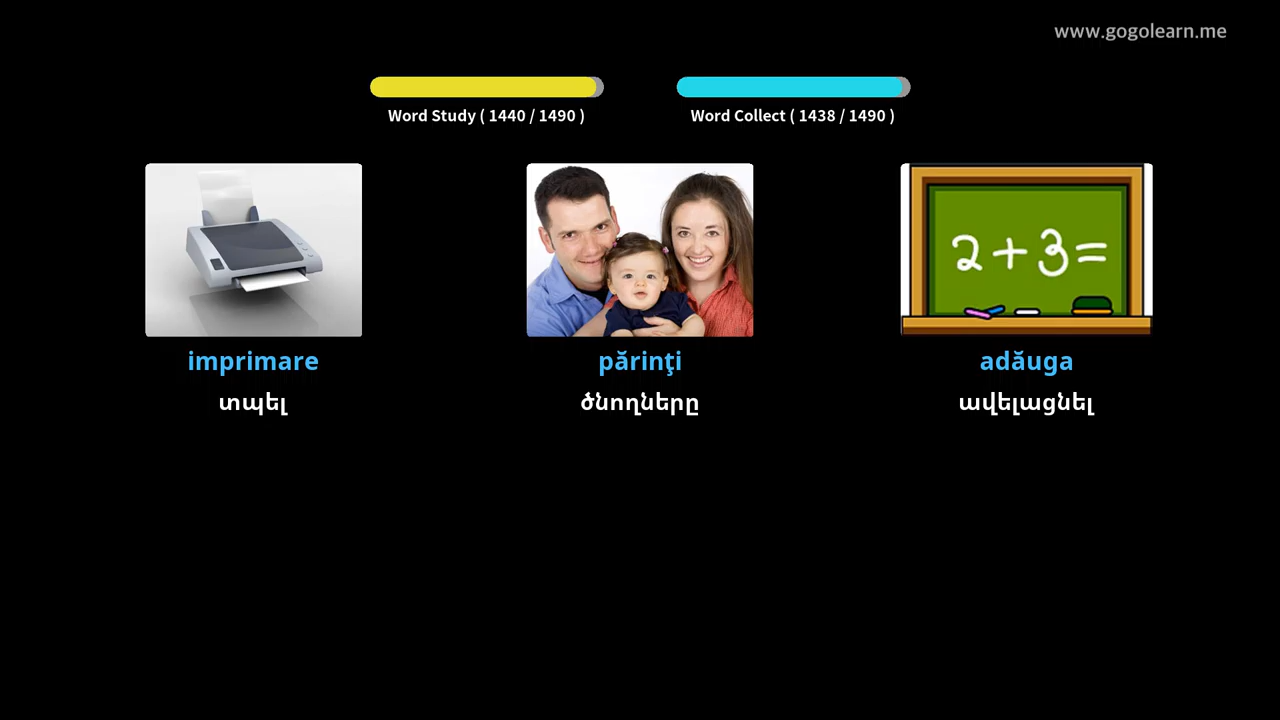 www.gogolearn.me
Word Study ( 1440 / 1490 )
Word Collect ( 1438 / 1490 )
2+3=
imprimare
părinţi
adăuga
տպել
ծնողները
ավելացնել